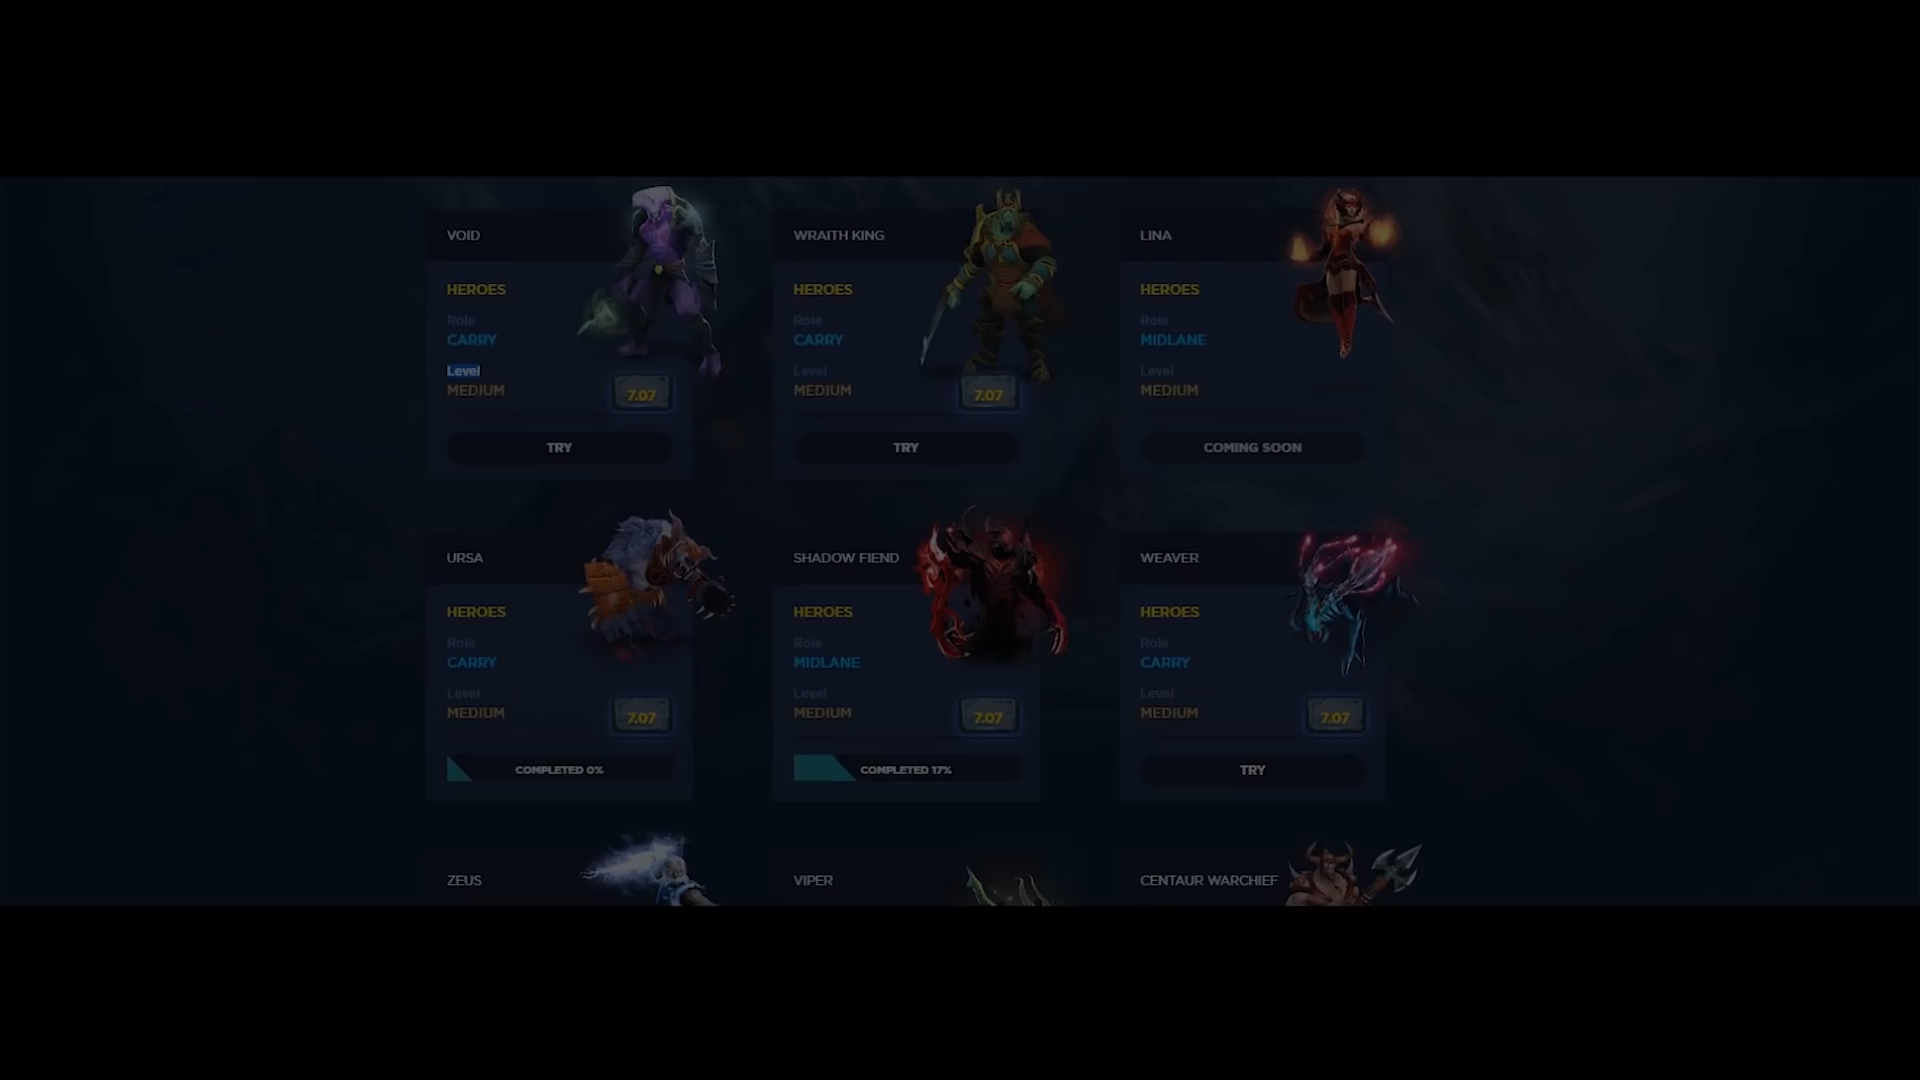 VOID
HEROES
Role
CARRY
Level
MEDIUM
7.07
TRY
WRAITH KING
HEROES
Role
CARRY
Level
MEDIUM
7.07
TRY
LINA
HEROES
Role
MIDLANE
Level
MEDIUM
COMING SOON
URSA
HEROES
Role
CARRY
Level
MEDIUM
7.07
COMPLETED 0%
SHADOW FIEND
HEROES
Role
MIDLANE
Level
MEDIUM
7.07
COMPLETED 17%
WEAVER
HEROES
Role
CARRY
Level
MEDIUM
7.07
TRY
ZEUS
VIPER
CENTAUR WARCHIEF